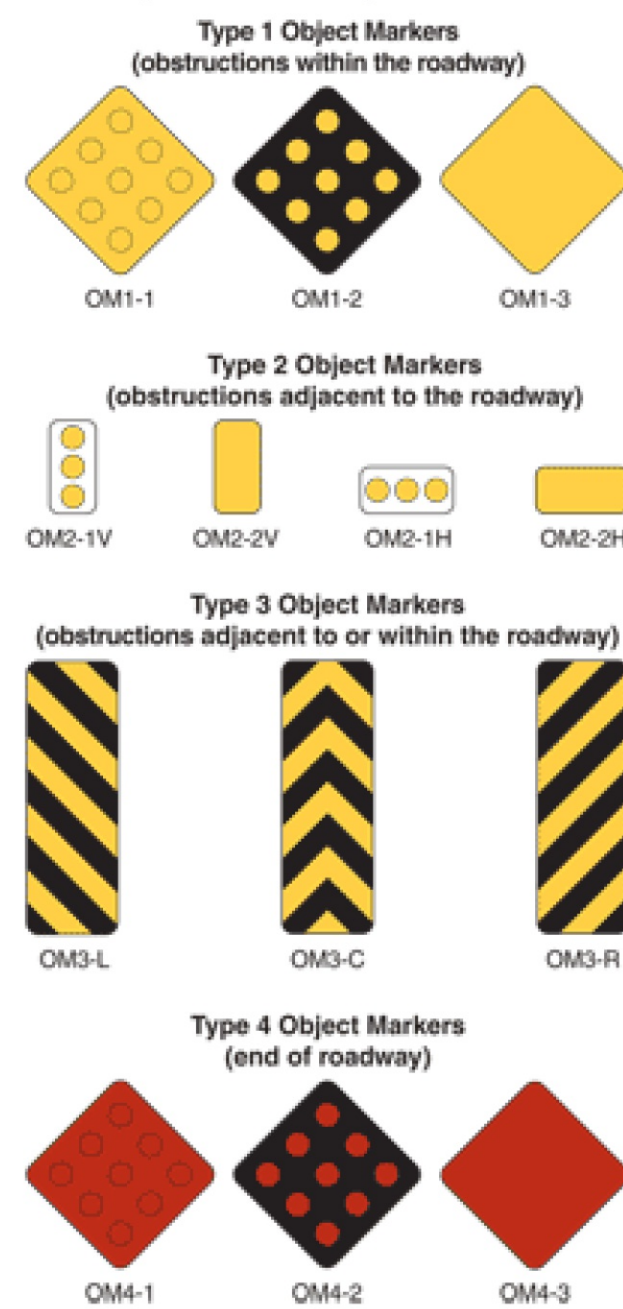 Type 1 Object Markers
(obstructions within the roadway)
OM1-1 OM1-2 OM1-3
Type 2 Object Markers
(obstructions adjacent to the roadway)
OM2-1V OM2-2V OM2-1H OM2-2H
Type 3 Object Markers
(obstructions adjacent to or within the roadway)
OM3-L OM3-C OM3-R
Type 4 Object Markers
(end of roadway)
OM4-1 OM4-2 OM4-3